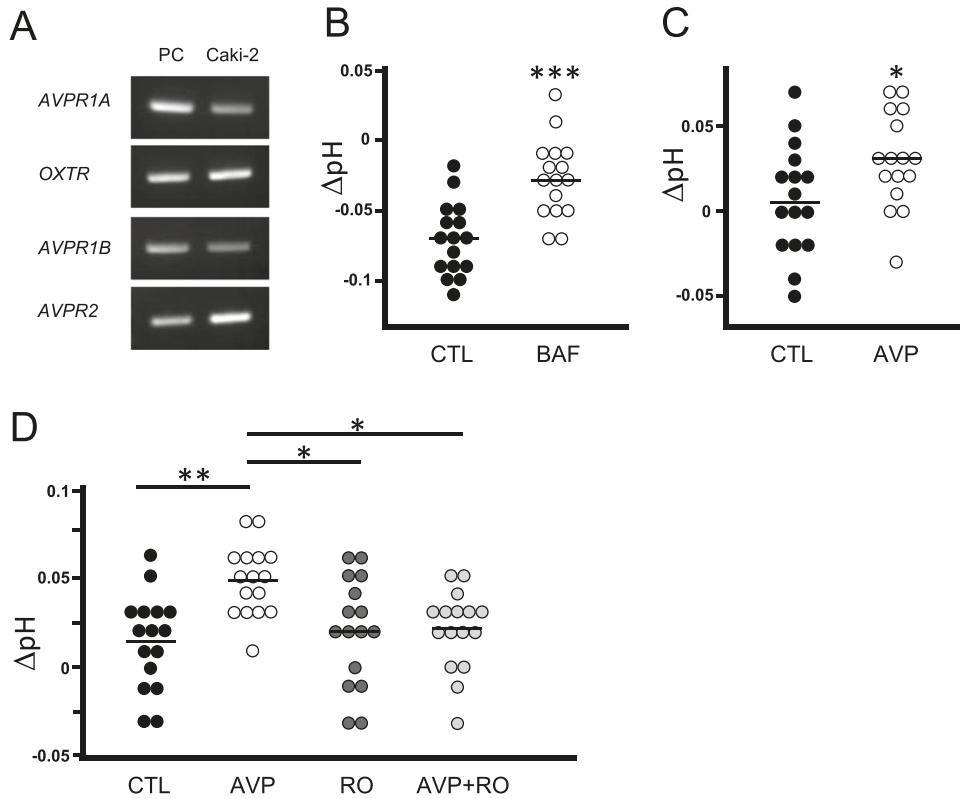 A
PC Caki-2
AVPR1A
OXTR
AVPR1B
AVPR2
B
***
0.05
0
-0.05
-0.1
ΔpH
CTL BAF
C
*
0.05
0
-0.05
ΔpH
CTL AVP
D
*
*
**
0.1
0.05
0
-0.05
ΔpH
CTL AVP RO AVP+RO